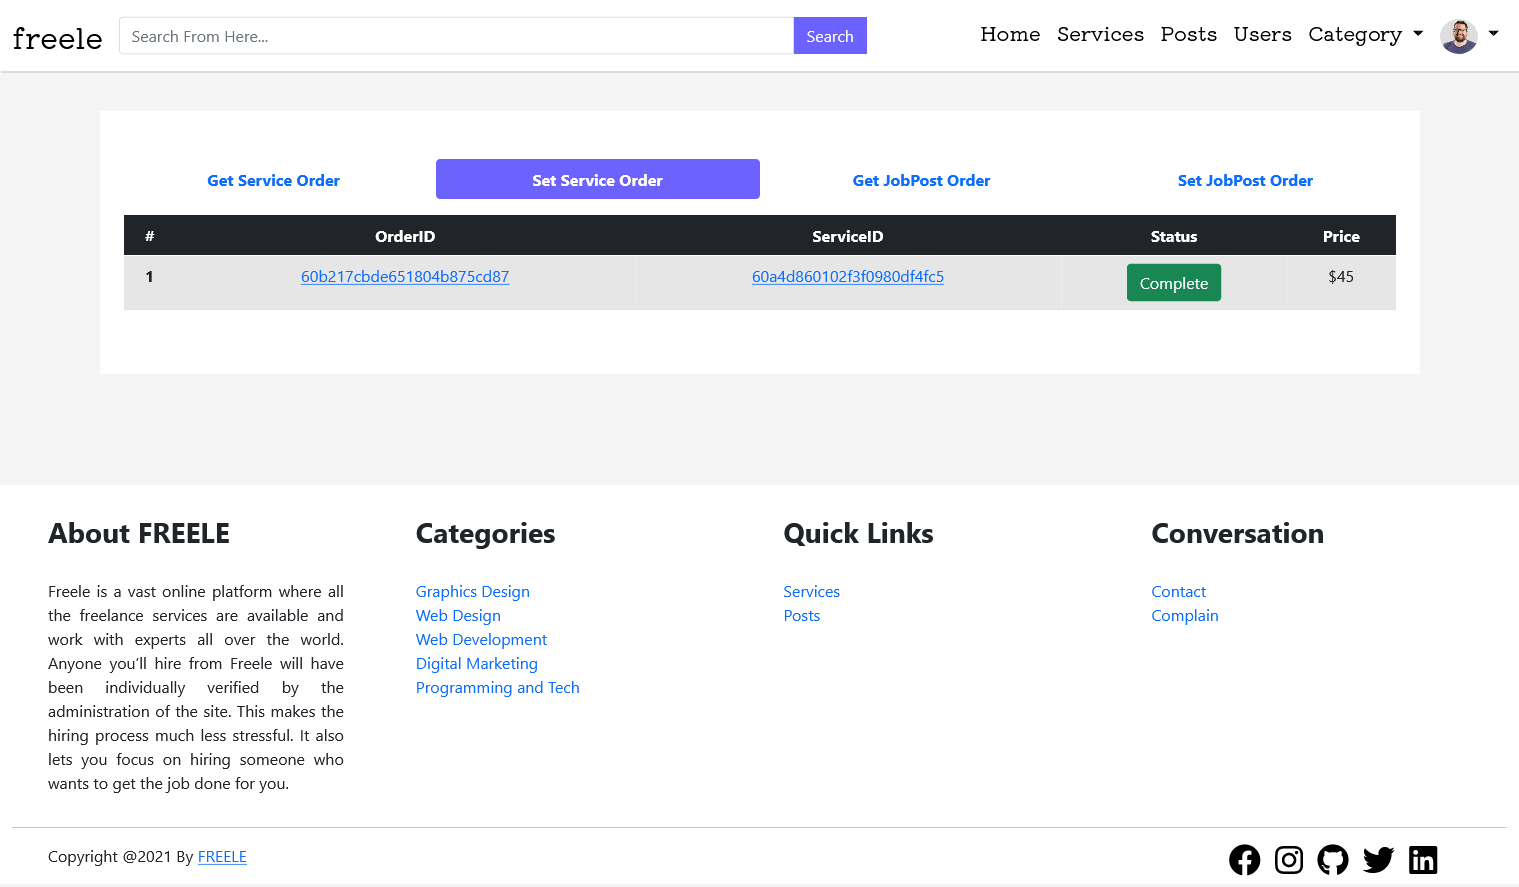 freele
Search From Here...
Search
Home Services Posts Users Category
Get Service Order Set Service Order Get JobPost Order Set JobPost Order
# OrderID ServiceID Status Price
1 60b217cbde651804b875cd87 60a4d860102f3f0980df4fc5 Complete $45
About FREELE
Freele is a vast online platform where all
the freelance services are available and
work with experts all over the world.
Anyone you'll hire from Freele will have
been individually verified by the
administration of the site. This makes the
hiring process much less stressful. It also
lets you focus on hiring someone who
wants to get the job done for you.
Categories
Graphics Design
Web Design
Web Development
Digital Marketing
Programming and Tech
Quick Links
Services
Posts
Conversation
Contact
Complain
Copyright @2021 By FREELE